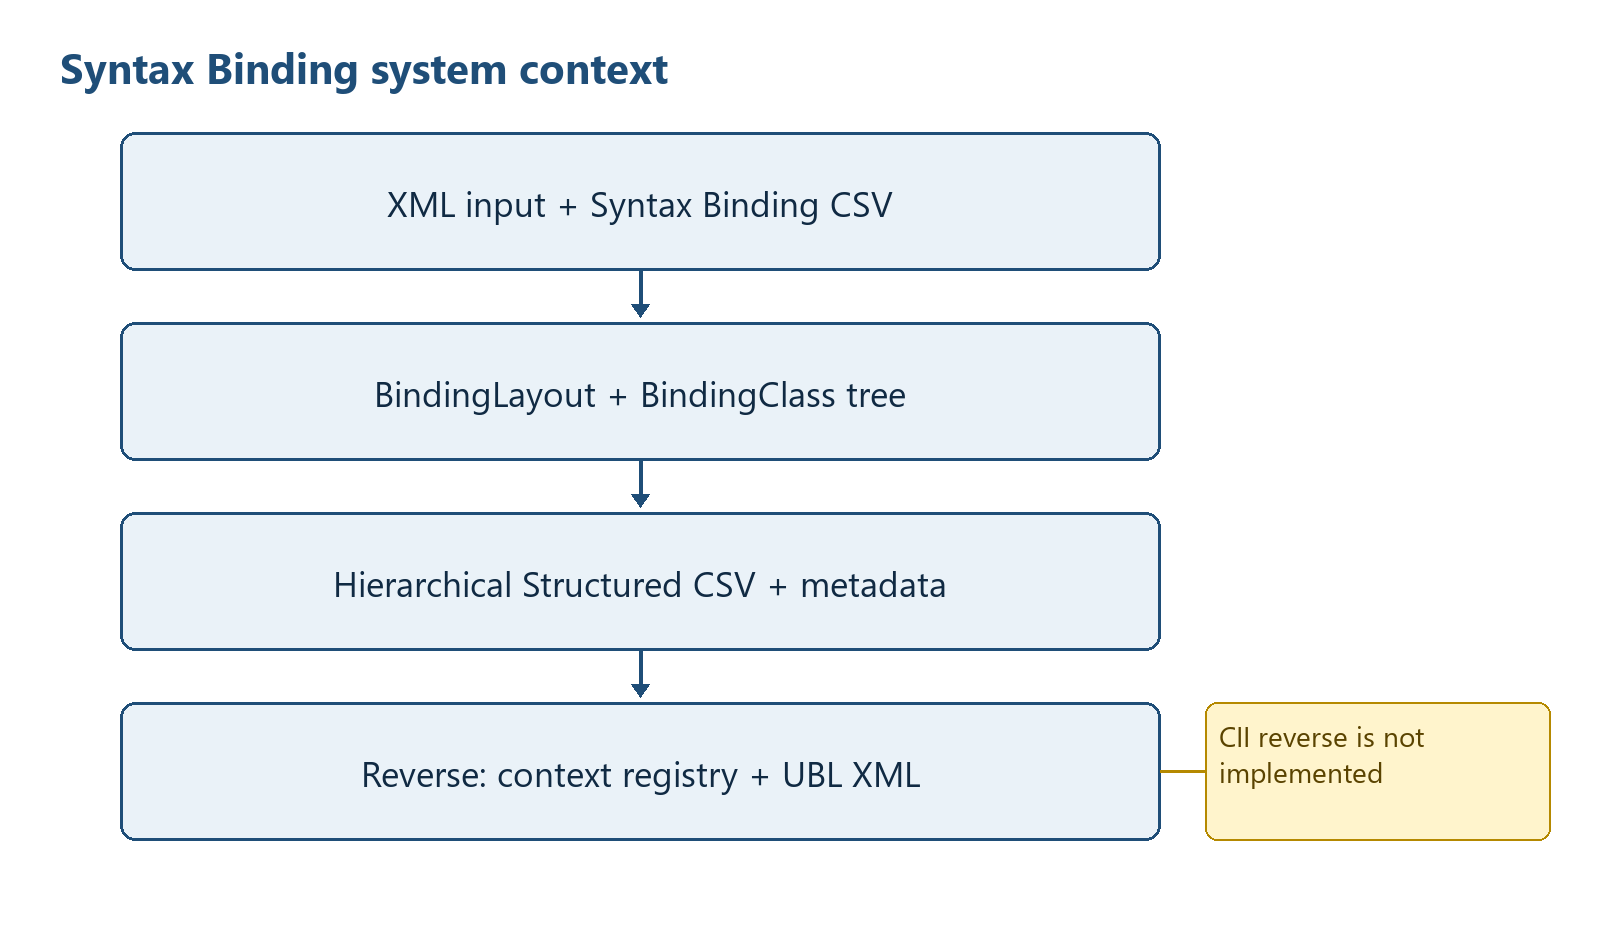 Syntax Binding system context
XML input + Syntax Binding CSV
BindingLayout + BindingClass tree
Hierarchical Structured CSV + metadata
Reverse: context registry + UBL XML
CII reverse is not
implemented